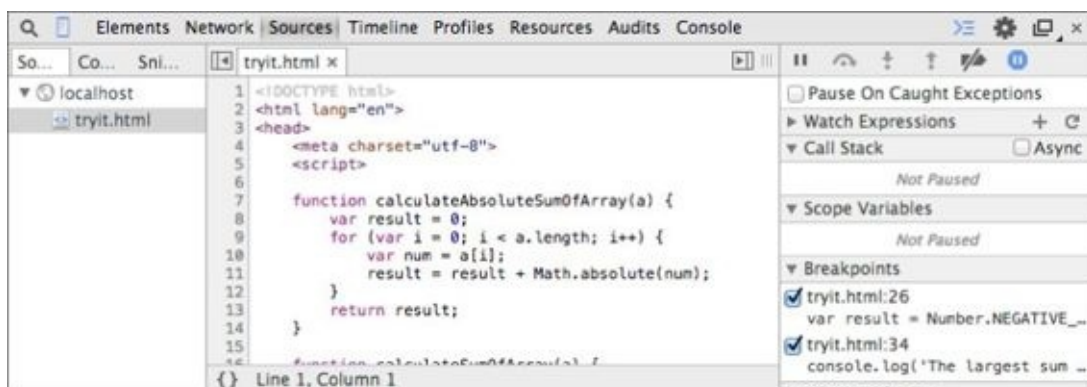 Elements Network Sources Timeline Profiles Resources Audits Console
So... Co... Sni...
localhost
tryit.html
tryit.html ×
1 <!DOCTYPE html>
2 <html lang="en">
3 <head>
4 <meta charset="utf-8">
5 <script>
6
7 function calculateAbsoluteSumOfArray(a) {
8 var result = 0;
9 for (var i = 0; i < a.length; i++) {
10 var num = a[i];
11 result = result + Math.absolute(num);
12 }
13 return result;
14 }
15
16 function calculateSumOfArray(a) {
{} Line 1, Column 1
Pause On Caught Exceptions
Watch Expressions
Call Stack Async
Not Paused
Scope Variables
Not Paused
Breakpoints
tryit.html:26
var result = Number.NEGATIVE_...
tryit.html:34
console.log('The largest sum ...